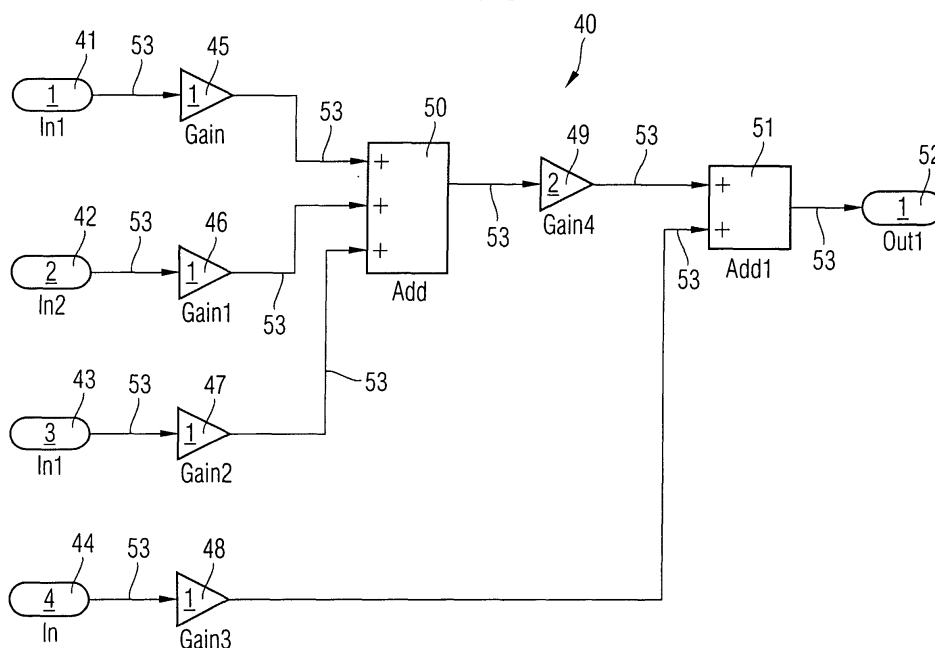 40
41 53 45
1 1
In1 Gain
53 50
+
+
+
Add
49 53 51 52
2
53 Gain4
+
+
53 Add1
53
1
Out1
42 53 46
2 1
In2 Gain1
53
43 53 47 53
3 1
In1 Gain2
44 53 48
4 1
In Gain3